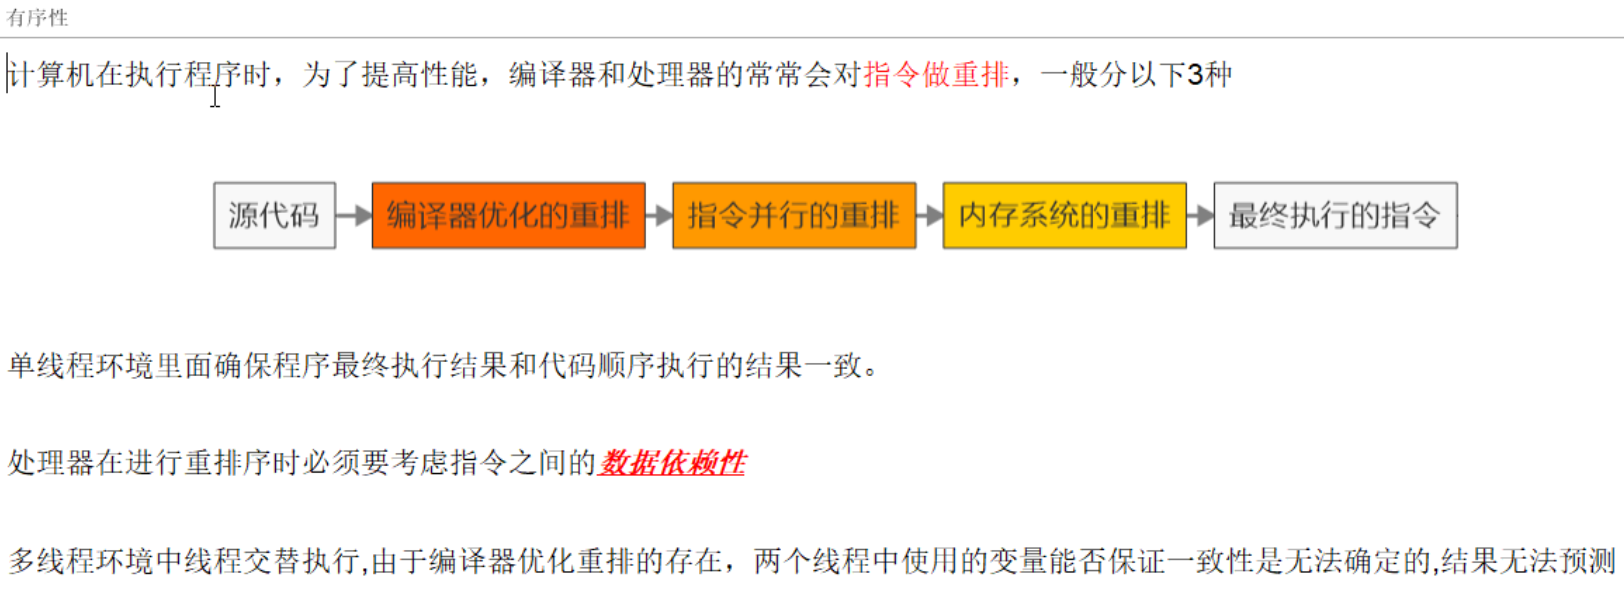 有序性
计算机在执行程序时，为了提高性能，编译器和处理器的常常会对指令做重排，一般分以下3种
源代码
编译器优化的重排
指令并行的重排
内存系统的重排
最终执行的指令
单线程环境里面确保程序最终执行结果和代码顺序执行的结果一致。
处理器在进行重排序时必须要考虑指令之间的数据依赖性
多线程环境中线程交替执行,由于编译器优化重排的存在，两个线程中使用的变量能否保证一致性是无法确定的,结果无法预测